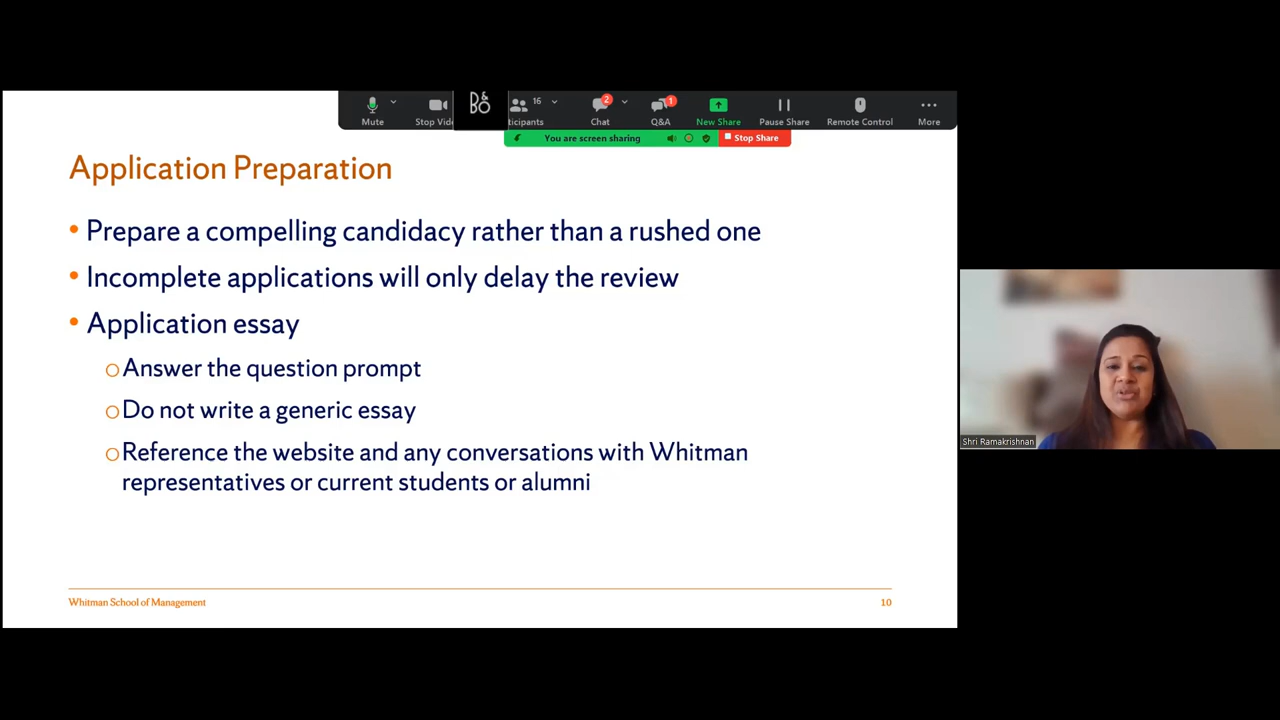 B&O
Mute
Stop Vide
ticipants
16
Chat
2
Q&A
1
New Share
Pause Share
Remote Control
More
You are screen sharing
Stop Share
Application Preparation
• Prepare a compelling candidacy rather than a rushed one
• Incomplete applications will only delay the review
• Application essay
o Answer the question prompt
o Do not write a generic essay
o Reference the website and any conversations with Whitman
representatives or current students or alumni
Shri Ramakrishnan
Whitman School of Management
10